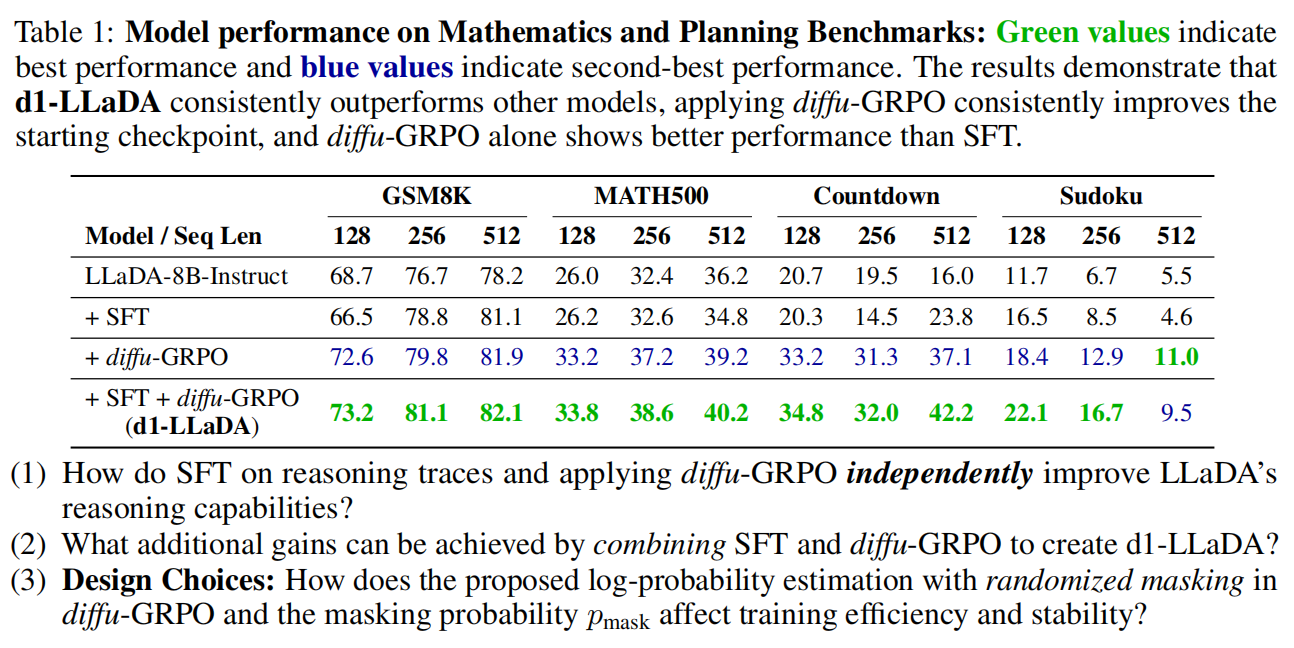 Table 1: Model performance on Mathematics and Planning Benchmarks: Green values indicate
best performance and blue values indicate second-best performance. The results demonstrate that
d1-LLaDA consistently outperforms other models, applying diffu-GRPO consistently improves the
starting checkpoint, and diffu-GRPO alone shows better performance than SFT.
GSM8K MATH500 Countdown Sudoku
Model / Seq Len 128 256 512 128 256 512 128 256 512 128 256 512
LLaDA-8B-Instruct 68.7 76.7 78.2 26.0 32.4 36.2 20.7 19.5 16.0 11.7 6.7 5.5
+ SFT 66.5 78.8 81.1 26.2 32.6 34.8 20.3 14.5 23.8 16.5 8.5 4.6
+ diffu-GRPO 72.6 79.8 81.9 33.2 37.2 39.2 33.2 31.3 37.1 18.4 12.9 11.0
+ SFT + diffu-GRPO
(d1-LLaDA) 73.2 81.1 82.1 33.8 38.6 40.2 34.8 32.0 42.2 22.1 16.7 9.5
(1) How do SFT on reasoning traces and applying diffu-GRPO independently improve LLaDA's
reasoning capabilities?
(2) What additional gains can be achieved by combining SFT and diffu-GRPO to create d1-LLaDA?
(3) Design Choices: How does the proposed log-probability estimation with randomized masking in
diffu-GRPO and the masking probability pmask affect training efficiency and stability?